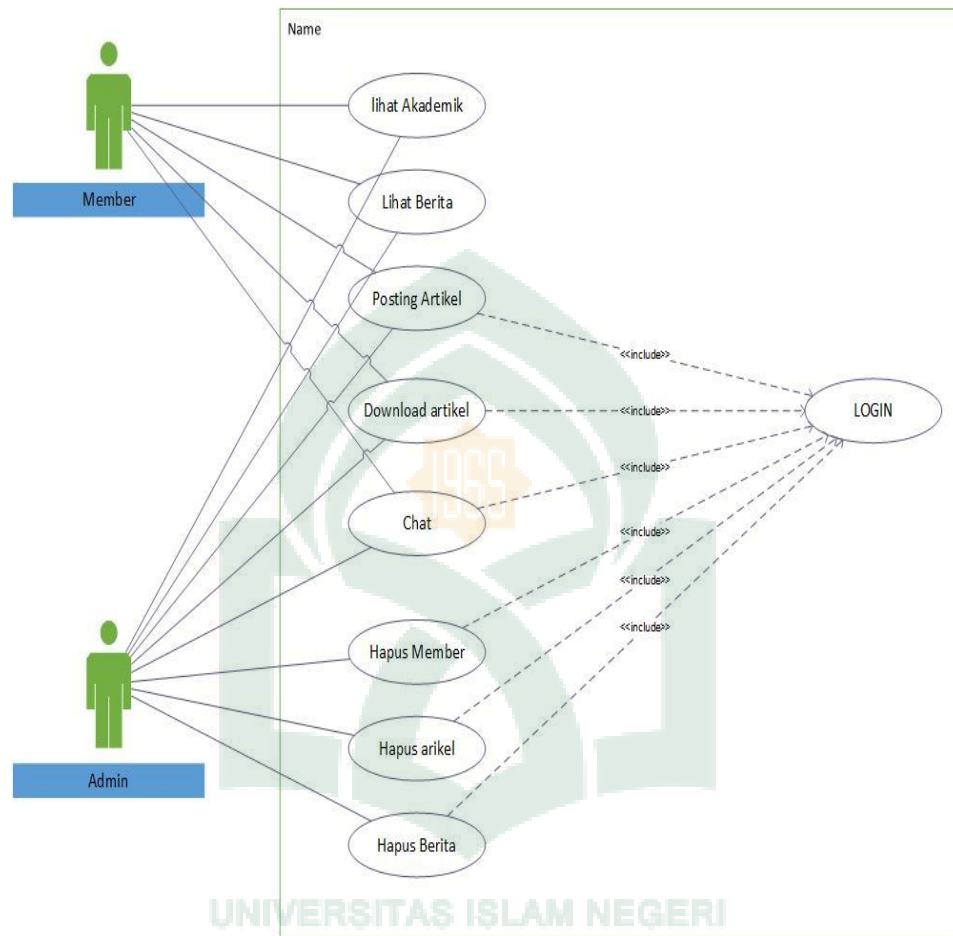 Name
lihat Akademik
Member
Lihat Berita
Posting Artikel
<<include>>
Download artikel
<<include>>
LOGIN
1965
<<include>>
Chat
<<include>>
<<include>>
<<include>>
Hapus Member
Hapus arikel
Admin
Hapus Berita
UNIVERSITAS ISLAM NEGERI